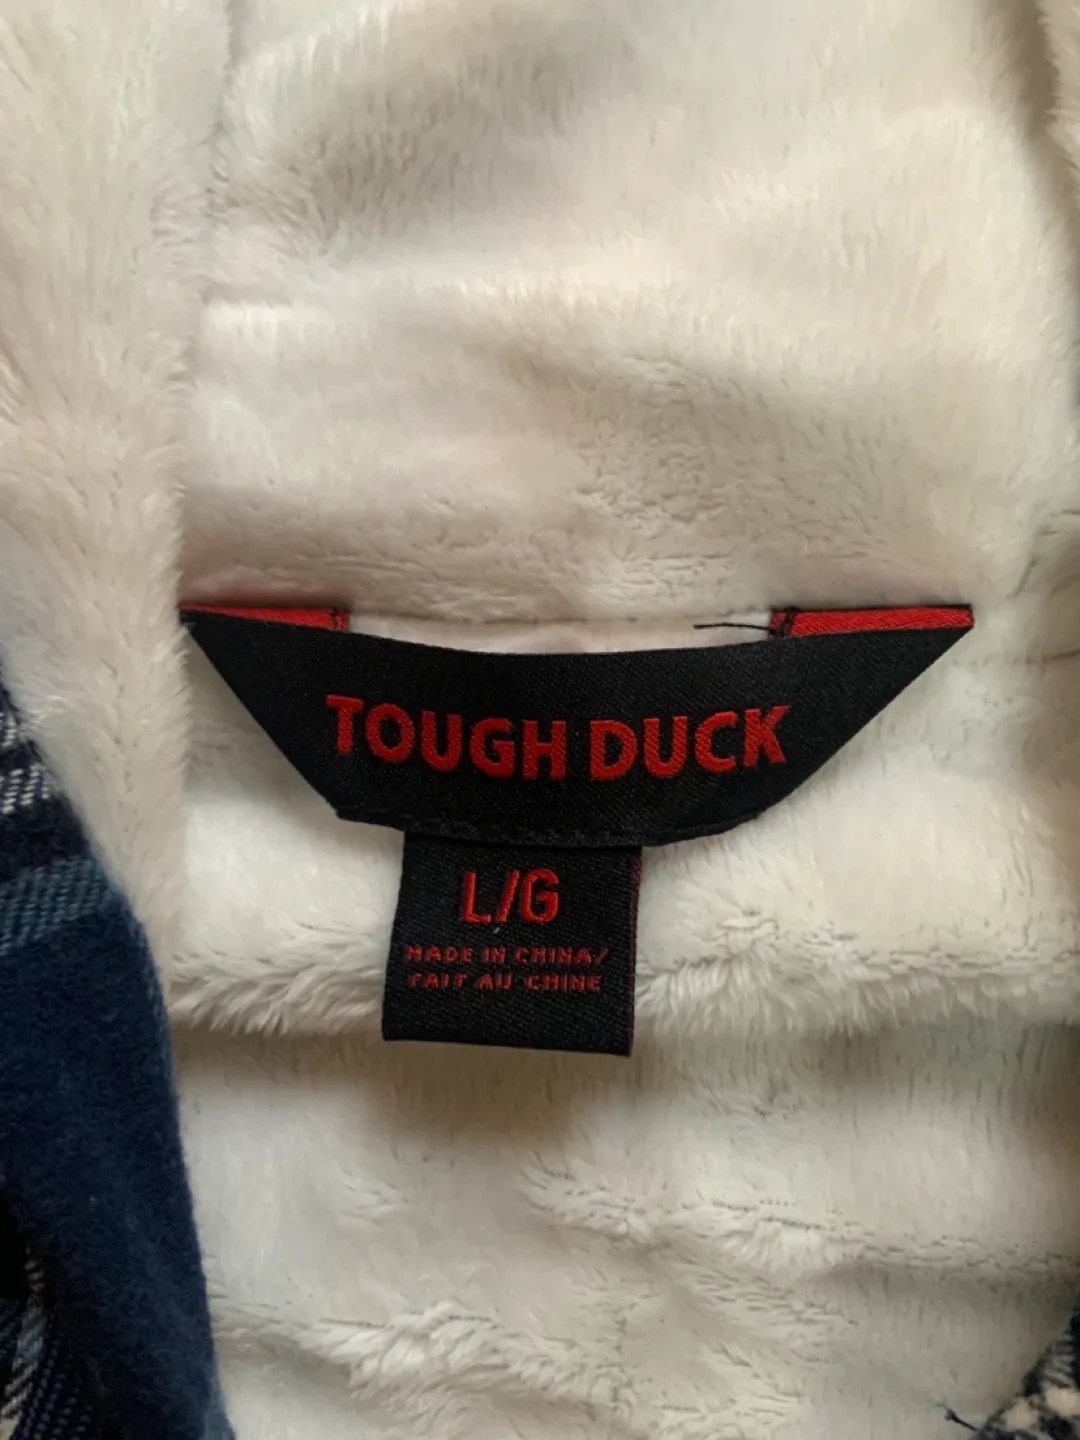 TOUGH DUCK
L/G
MADE IN CHINA/
FAIT AU CHINE